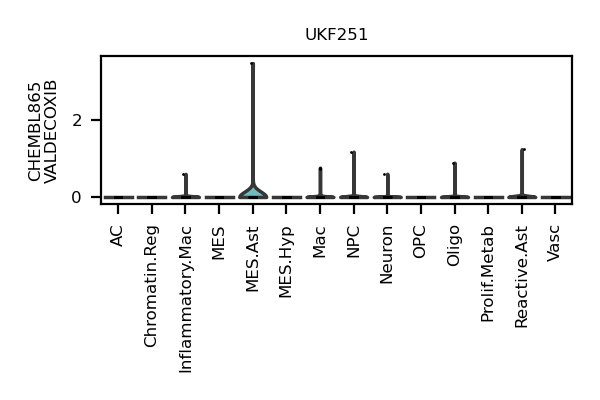 UKF251
CHEMBL865
VALDECOXIB
2
0
AC
Chromatin.Reg
Inflammatory.Mac
MES
MES.Ast
MES.Hyp
Mac
NPC
Neuron
OPC
Oligo
Prolif.Metab
Reactive.Ast
Vasc